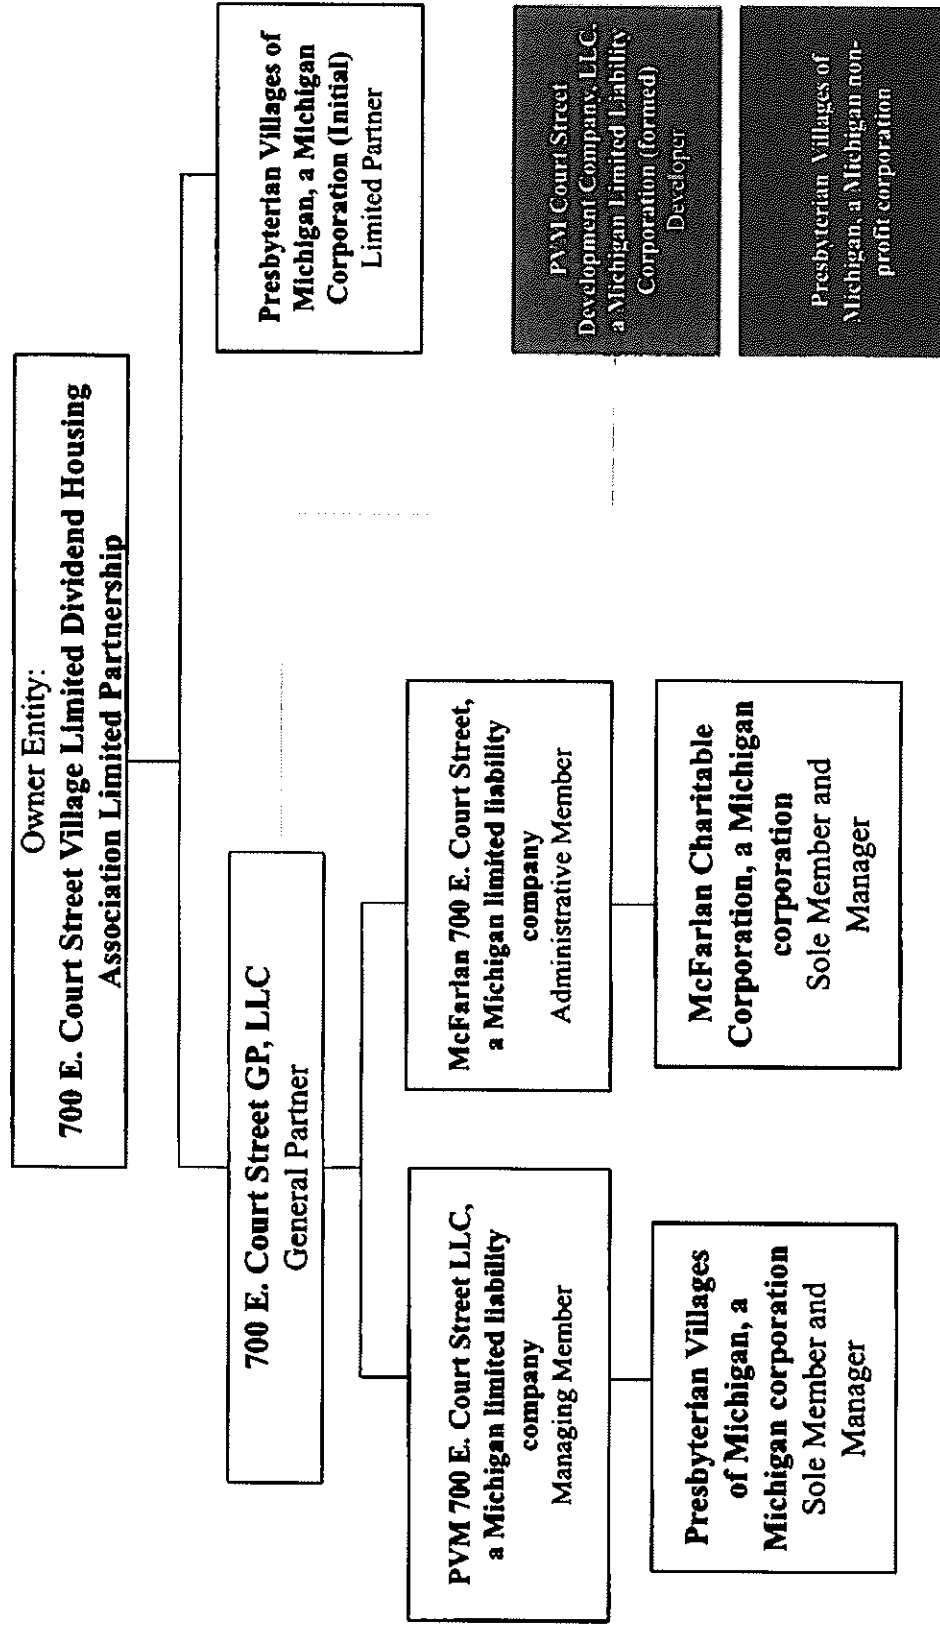 Owner Entity:
700 E. Court Street Village Limited Dividend Housing
Association Limited Partnership
700 E. Court Street GP, LLC
General Partner
Presbyterian Villages of
Michigan, a Michigan
Corporation (Initial)
Limited Partner
PVM 700 E. Court Street LLC,
a Michigan limited liability
company
Managing Member
McFarlan 700 E. Court Street,
a Michigan limited liability
company
Administrative Member
PVM Court Street
Development Company, LLC.
a Michigan Limited Liability
Corporation (formed)
Developer
Presbyterian Villages
of Michigan, a
Michigan corporation
Sole Member and
Manager
McFarlan Charitable
Corporation, a Michigan
corporation
Sole Member and
Manager
Presbyterian Villages of
Michigan, a Michigan non-
profit corporation